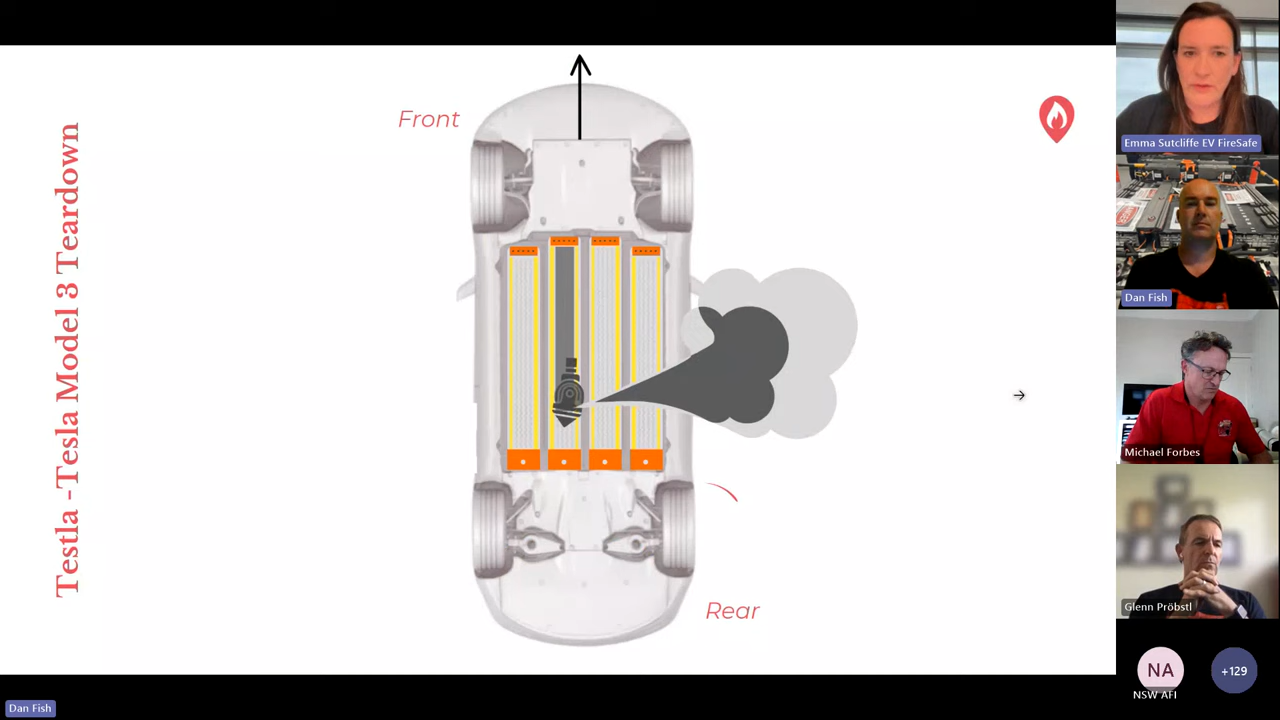 Testla -Tesla Model 3 Teardown
Front
Rear
Emma Sutcliffe EV FireSafe
Dan Fish
Michael Forbes
Glenn Pröbstl
NA
NSW AFI
+129
Dan Fish